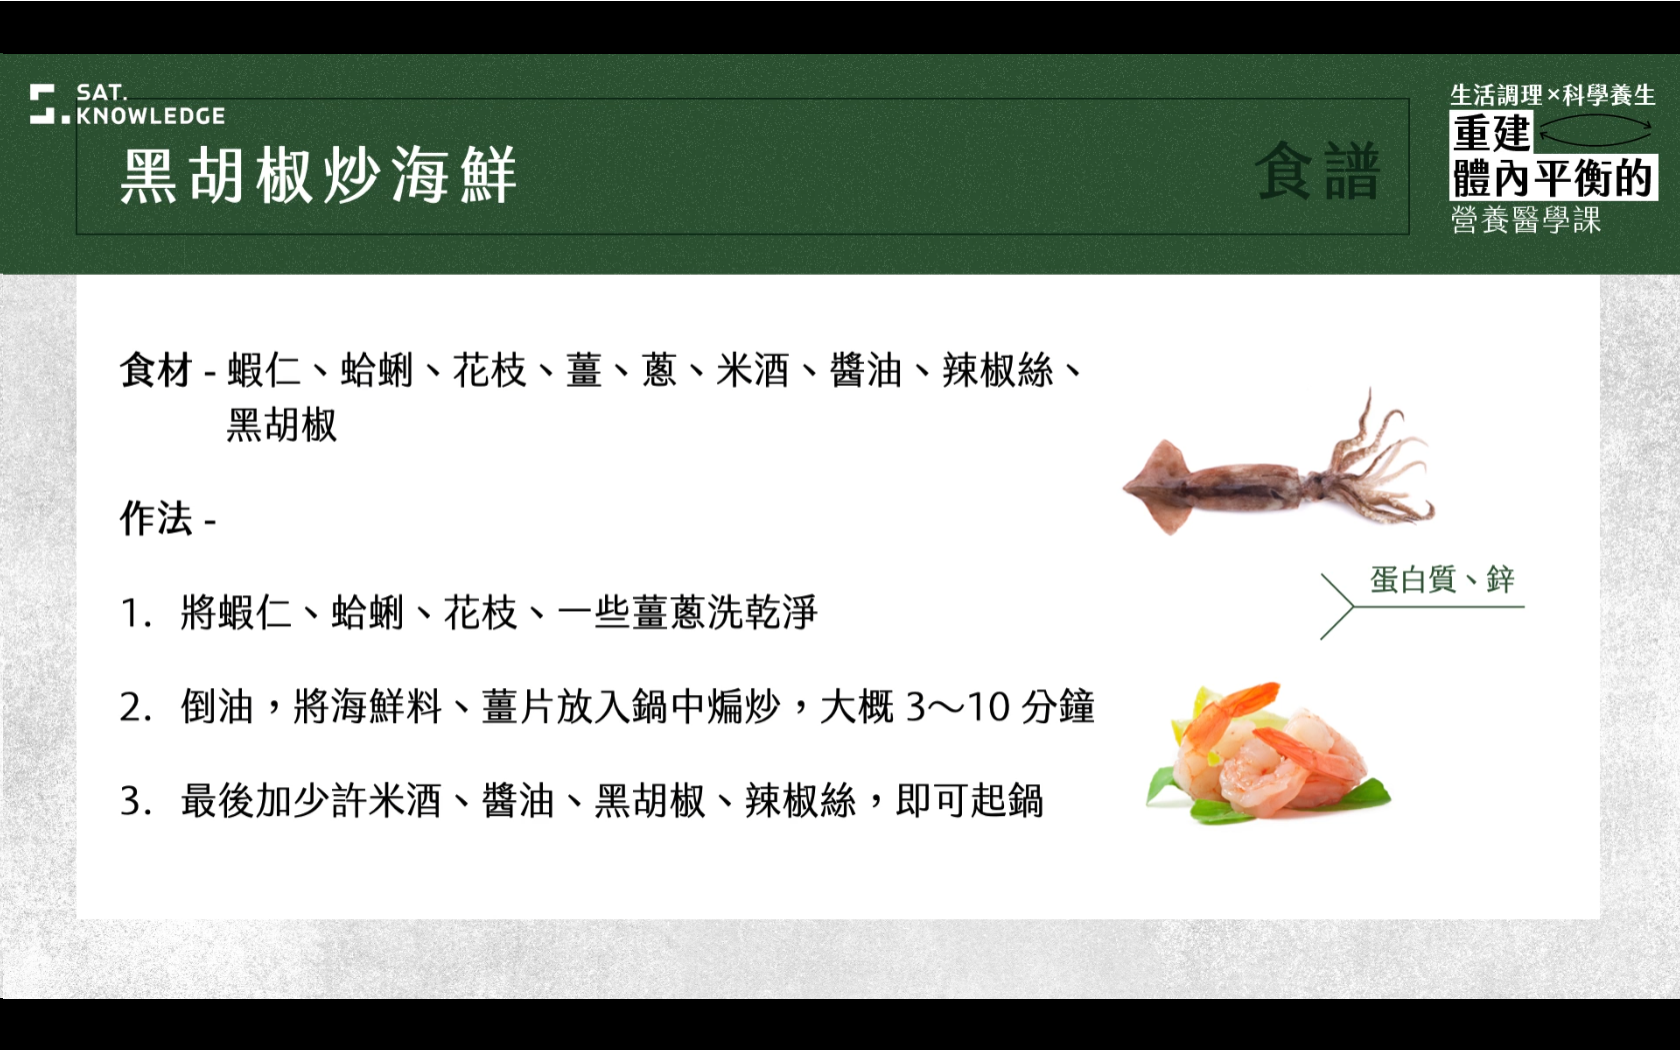 SAT.
KNOWLEDGE
黑胡椒炒海鮮
食譜
生活調理×科學養生
重建
體內平衡的
營養醫學課
食材 - 蝦仁、蛤蜊、花枝、薑、蔥、米酒、醬油、辣椒絲、
黑胡椒
作法 -
1. 將蝦仁、蛤蜊、花枝、一些薑蔥洗乾淨
2. 倒油，將海鮮料、薑片放入鍋中煸炒，大概 3～10 分鐘
3. 最後加少許米酒、醬油、黑胡椒、辣椒絲，即可起鍋
蛋白質、鋅